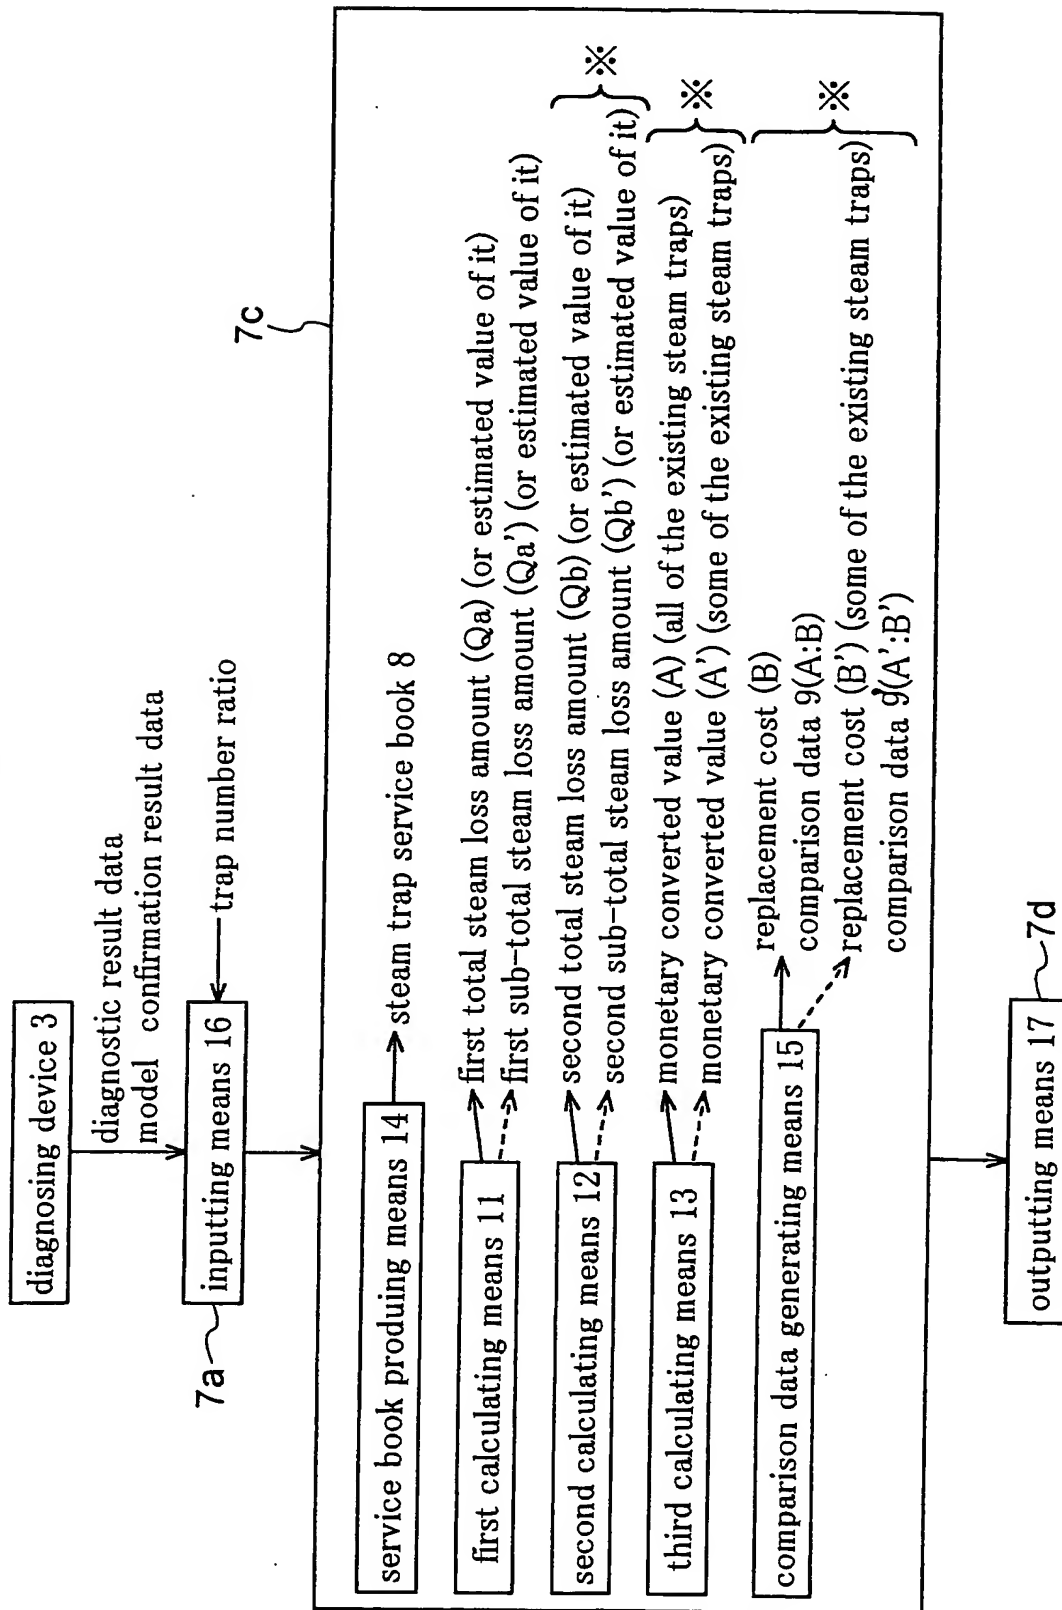 diagnosing device 3
diagnostic result data
model confirmation result data
7a
inputting means 16
trap number ratio
7c
service book produing means 14
steam trap service book 8
first calculating means 11
first total steam loss amount (Qa) (or estimated value of it)
first sub-total steam loss amount (Qa') (or estimated value of it)
second calculating means 12
second total steam loss amount (Qb) (or estimated value of it)
second sub-total steam loss amount (Qb') (or estimated value of it)
※
third calculating means 13
monetary converted value (A) (all of the existing steam traps)
monetary converted value (A') (some of the existing steam traps)
※
comparison data generating means 15
replacement cost (B)
comparison data 9(A:B)
replacement cost (B') (some of the existing steam traps)
comparison data 9'(A':B')
※
outputting means 17
7d